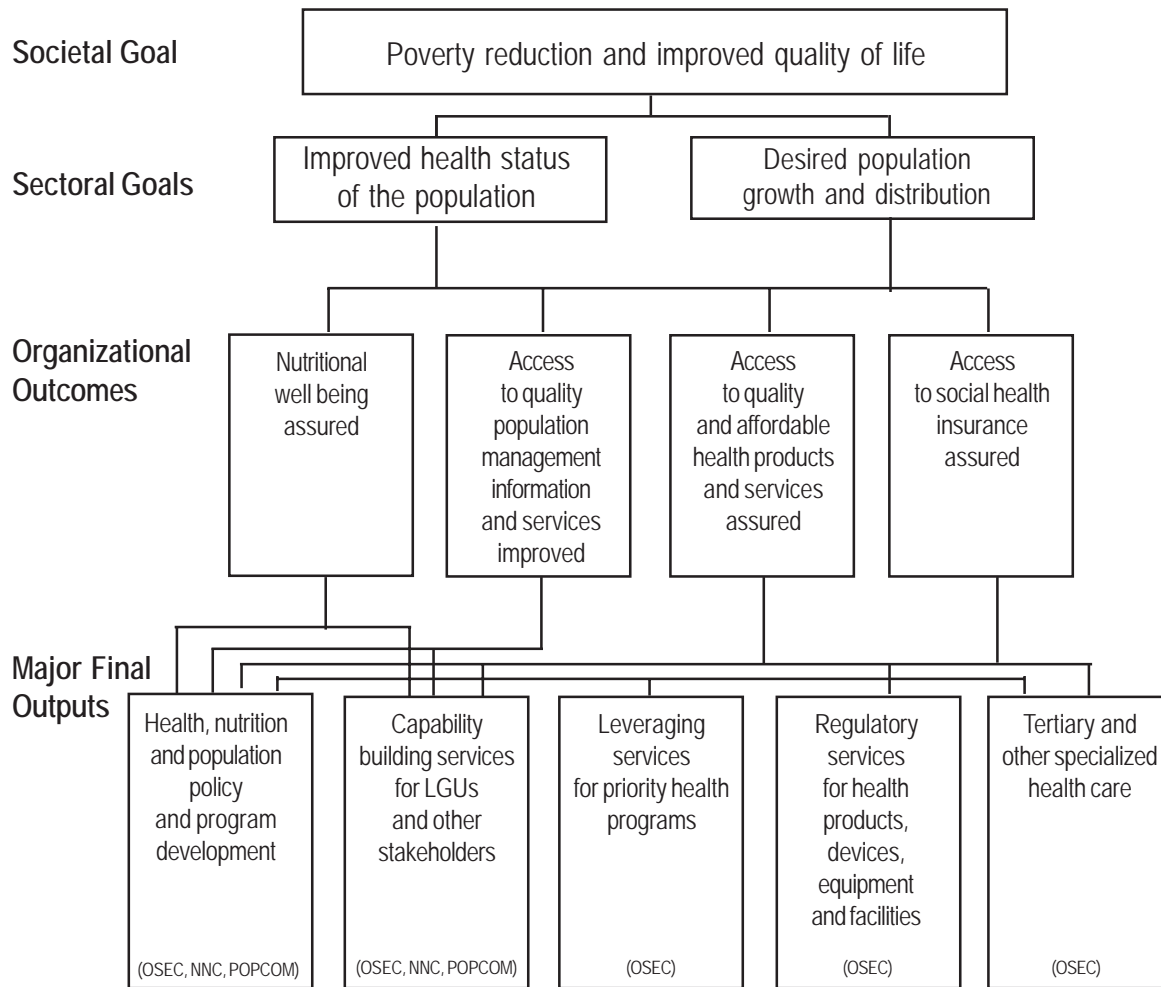 Societal Goal
Poverty reduction and improved quality of life
Sectoral Goals
Improved health status
of the population
Desired population
growth and distribution
Organizational
Outcomes
Nutritional
well being
assured
Access
to quality
population
management
information
and services
improved
Access
to quality
and affordable
health products
and services
assured
Access
to social health
insurance
assured
Major Final
Outputs
Health, nutrition
and population
policy
and program
development
(OSEC, NNC, POPCOM)
Capability
building services
for LGUs
and other
stakeholders
(OSEC, NNC, POPCOM)
Leveraging
services
for priority health
programs
(OSEC)
Regulatory
services
for health
products,
devices,
equipment
and facilities
(OSEC)
Tertiary and
other specialized
health care
(OSEC)